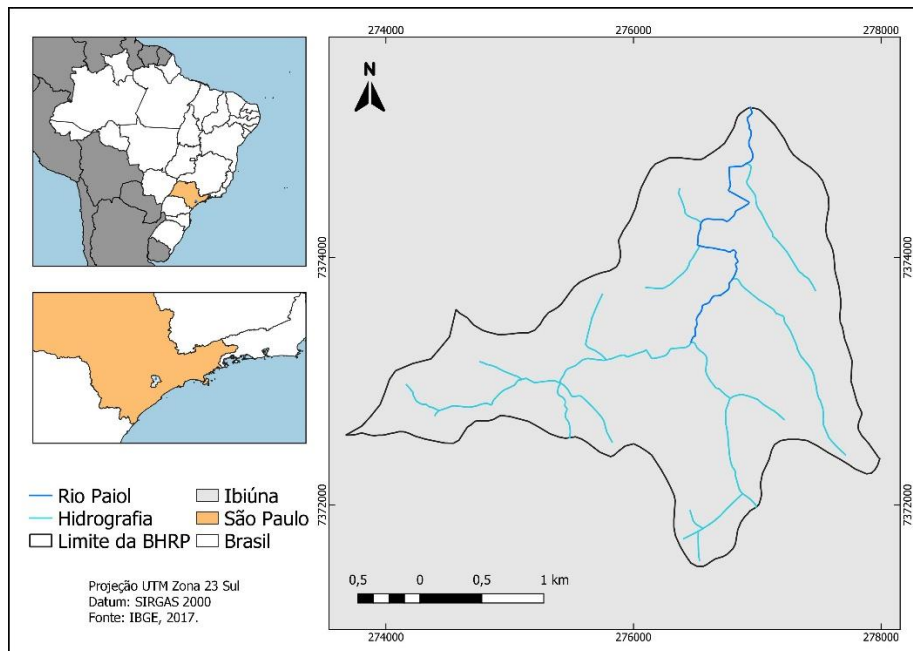 274000 276000 278000
N
7374000 7374000
7372000 7372000
Rio Paiol Ibiúna
Hidrografia São Paulo
Limite da BHRP Brasil
Projeção UTM Zona 23 Sul
Datum: SIRGAS 2000
Fonte: IBGE, 2017.
0,5 0 0,5 1 km
274000 276000 278000